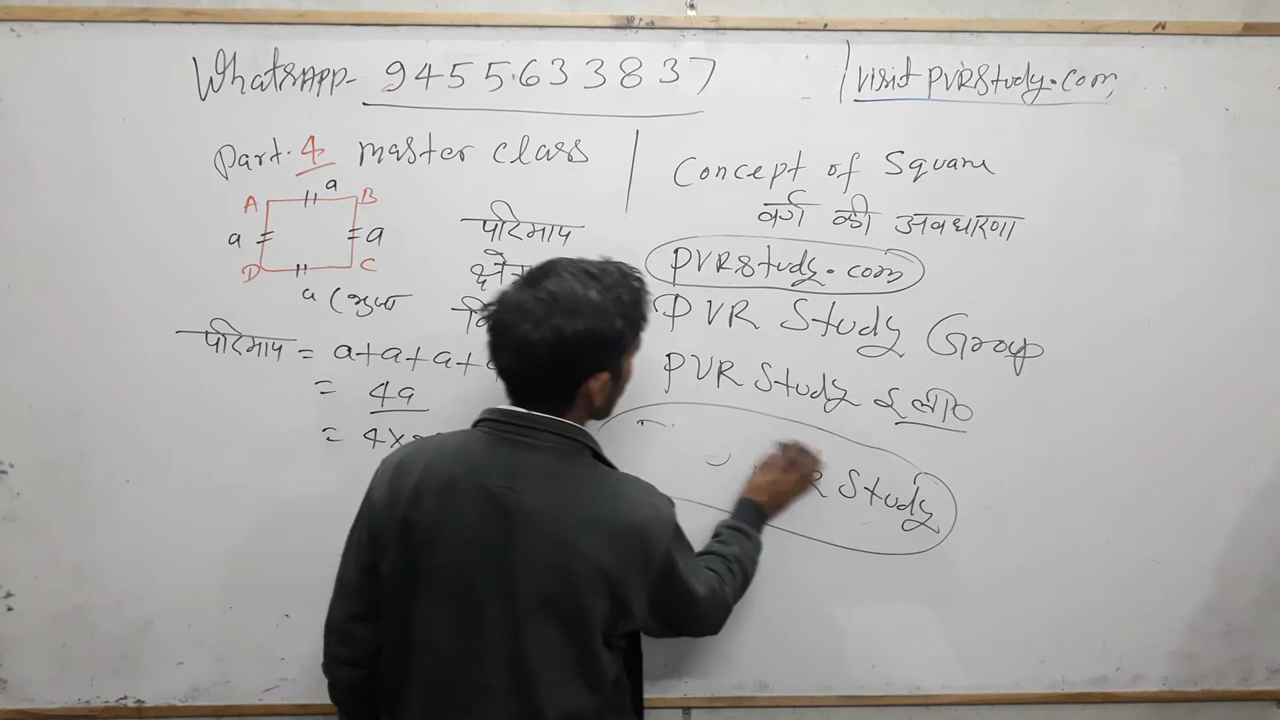 WhatsAPP- 9455633837
visit PVRStudy.com
Part. 4 master class
Concept of Square
वर्ग की अवधारणा
A a B
a a
D C
a (भुजा
परिमाप
परिमाप = a+a+a+
= 4a
= 4×
PVRStudy.com
PVR Study Group
PVR Study
Study